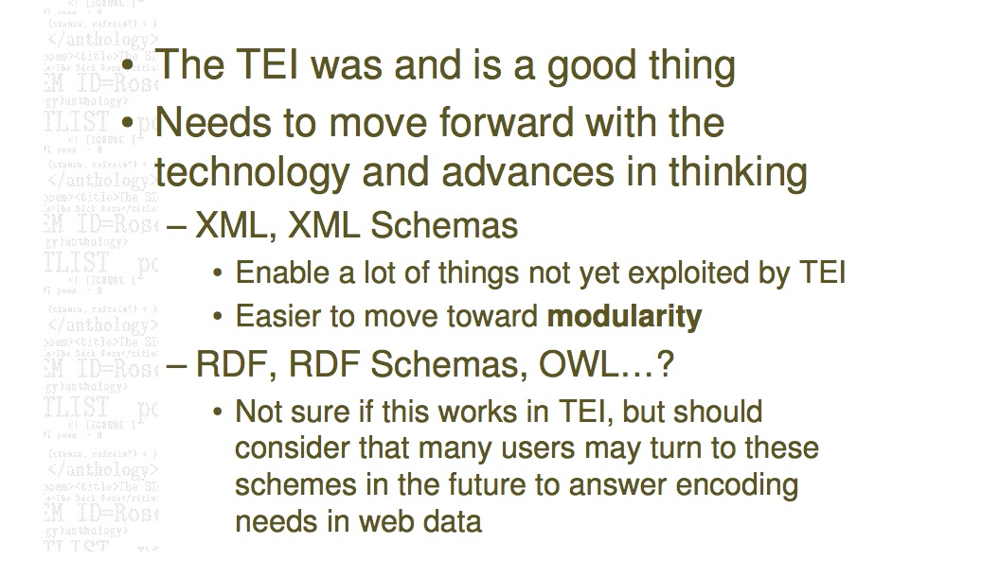 • The TEI was and is a good thing
• Needs to move forward with the
technology and advances in thinking
– XML, XML Schemas
• Enable a lot of things not yet exploited by TEI
• Easier to move toward modularity
– RDF, RDF Schemas, OWL…?
• Not sure if this works in TEI, but should
consider that many users may turn to these
schemes in the future to answer encoding
needs in web data